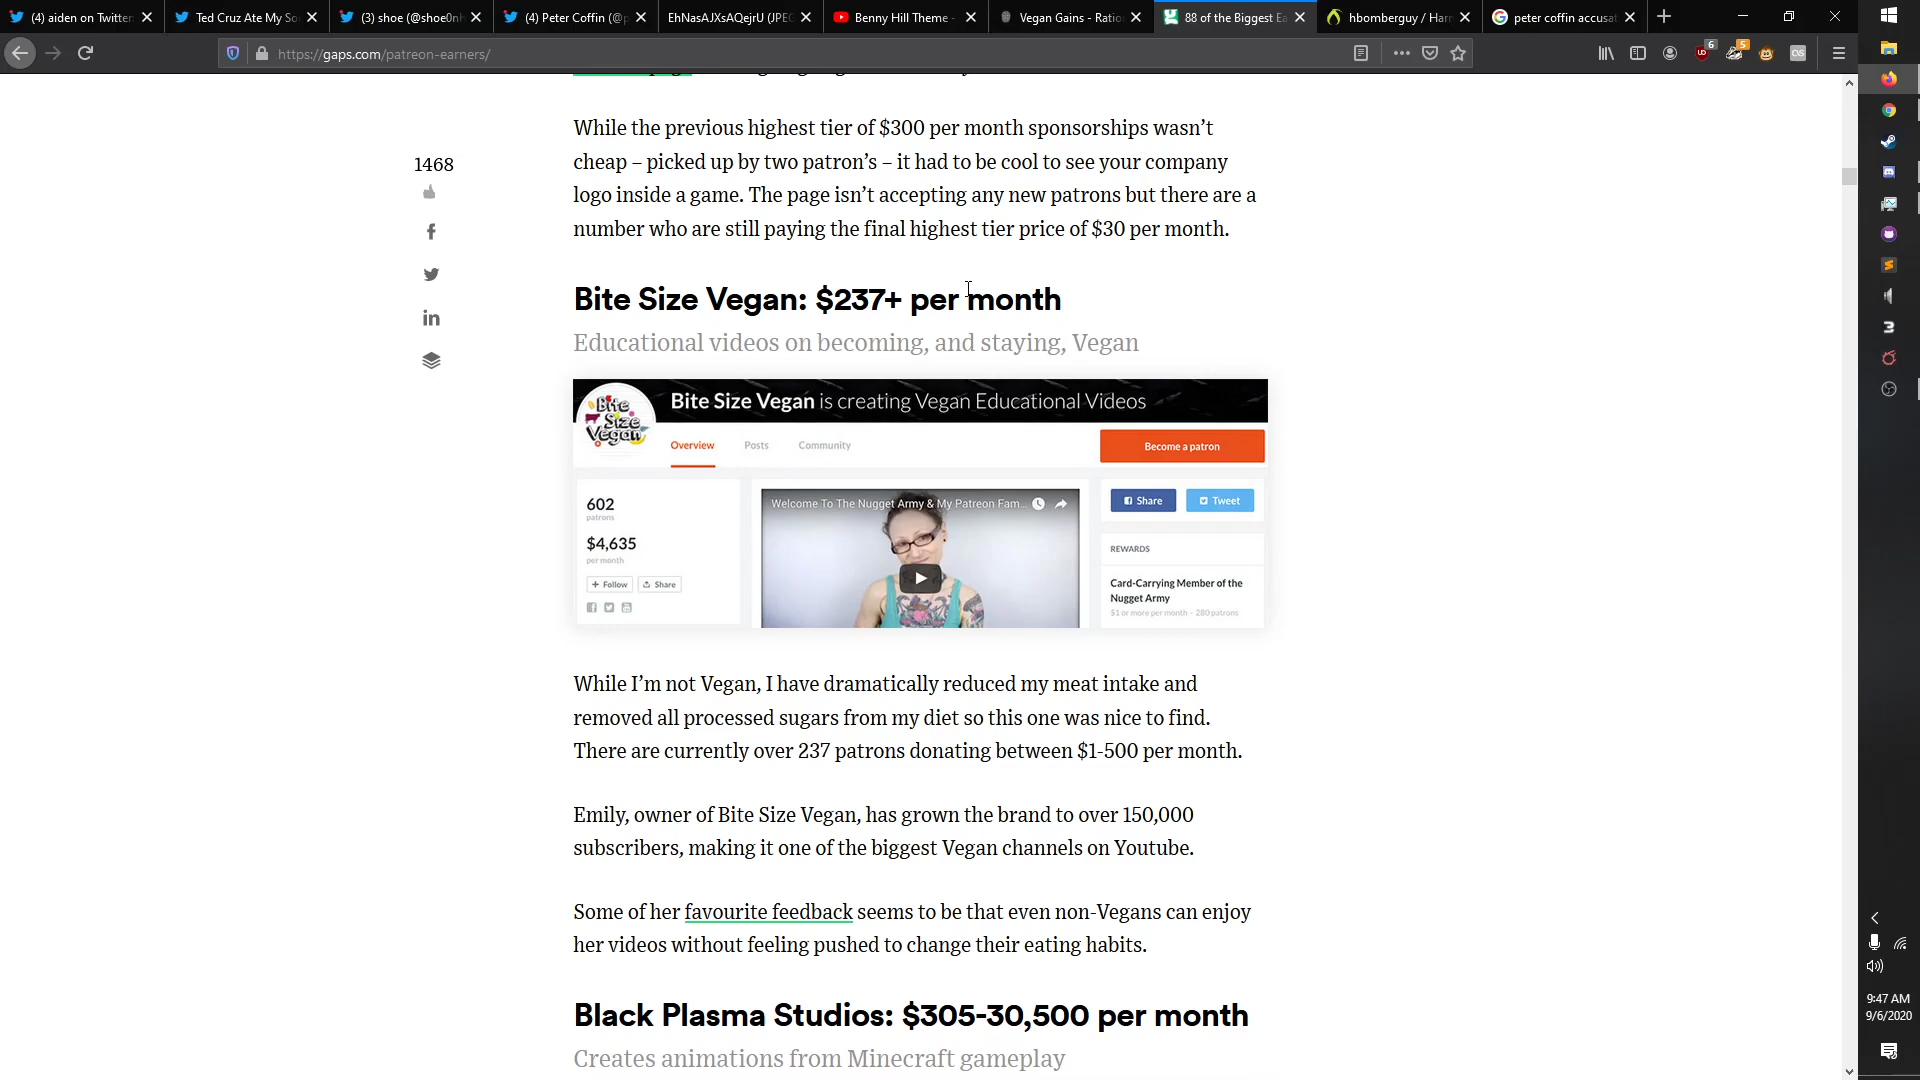 (4) aiden on Twitter
Ted Cruz Ate My So
(3) shoe (@shoe0n
(4) Peter Coffin (@p
EhNasAJXsAQejrU (JPEG
Benny Hill Theme -
Vegan Gains - Ratio
88 of the Biggest Ea
hbomberguy / Harr
peter coffin accusat
https://gaps.com/patreon-earners/
6
5
1468
While the previous highest tier of $300 per month sponsorships wasn't
cheap – picked up by two patron's – it had to be cool to see your company
logo inside a game. The page isn't accepting any new patrons but there are a
number who are still paying the final highest tier price of $30 per month.
Bite Size Vegan: $237+ per month
Educational videos on becoming, and staying, Vegan
Bite Size Vegan
Bite Size Vegan is creating Vegan Educational Videos
Overview
Posts
Community
Become a patron
602
patrons
$4,635
per month
+ Follow
Share
Welcome To The Nugget Army & My Patreon Fam...
Share
Tweet
REWARDS
Card-Carrying Member of the
Nugget Army
$1 or more per month - 280 patrons
While I'm not Vegan, I have dramatically reduced my meat intake and
removed all processed sugars from my diet so this one was nice to find.
There are currently over 237 patrons donating between $1-500 per month.
Emily, owner of Bite Size Vegan, has grown the brand to over 150,000
subscribers, making it one of the biggest Vegan channels on Youtube.
Some of her favourite feedback seems to be that even non-Vegans can enjoy
her videos without feeling pushed to change their eating habits.
Black Plasma Studios: $305-30,500 per month
Creates animations from Minecraft gameplay
9:47 AM
9/6/2020